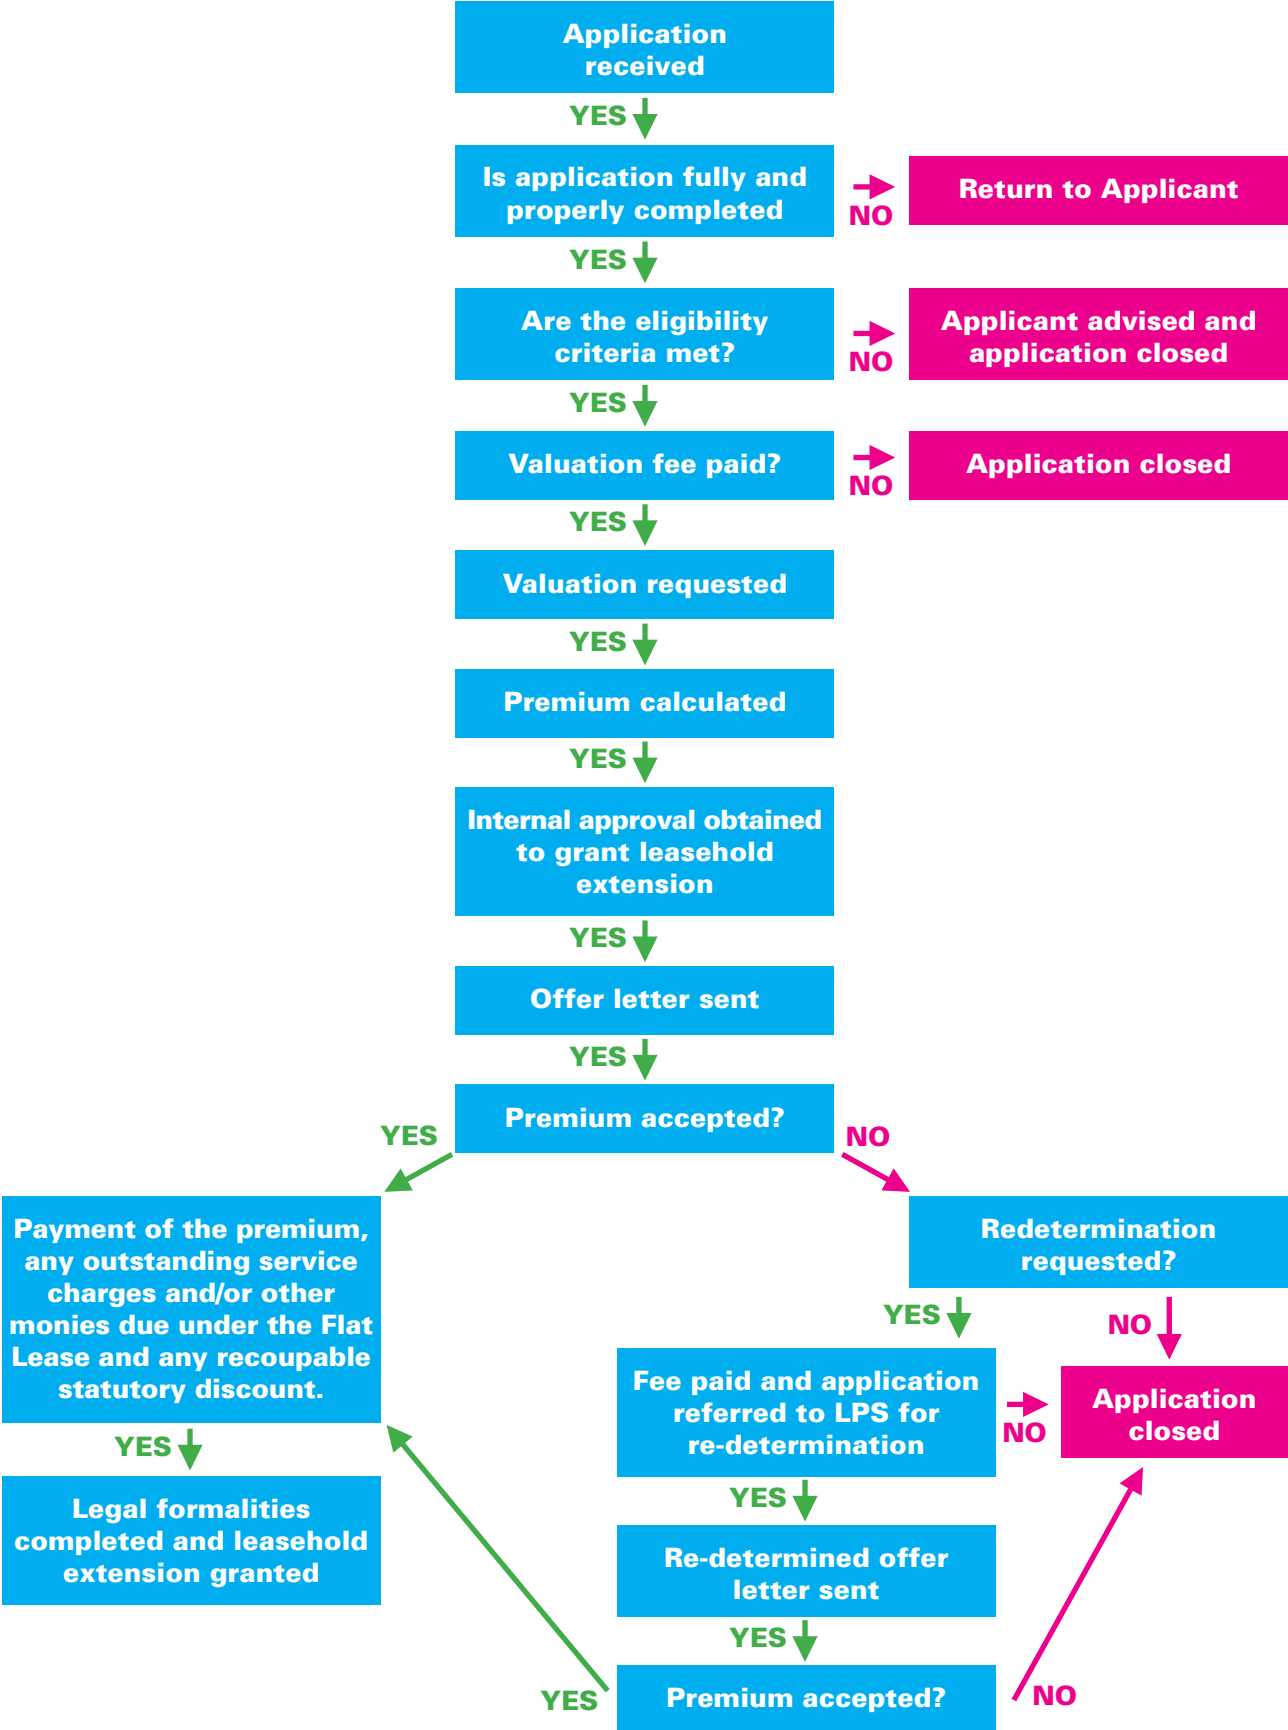 Application
received
YES
Is application fully and
properly completed
NO
Return to Applicant
YES
Are the eligibility
criteria met?
NO
Applicant advised and
application closed
YES
Valuation fee paid?
NO
Application closed
YES
Valuation requested
YES
Premium calculated
YES
Internal approval obtained
to grant leasehold
extension
YES
Offer letter sent
YES
Premium accepted?
YES
NO
Payment of the premium,
any outstanding service
charges and/or other
monies due under the Flat
Lease and any recoupable
statutory discount.
YES
Legal formalities
completed and leasehold
extension granted
Redetermination
requested?
YES
NO
Fee paid and application
referred to LPS for
re-determination
NO
Application
closed
YES
Re-determined offer
letter sent
YES
Premium accepted?
YES
NO